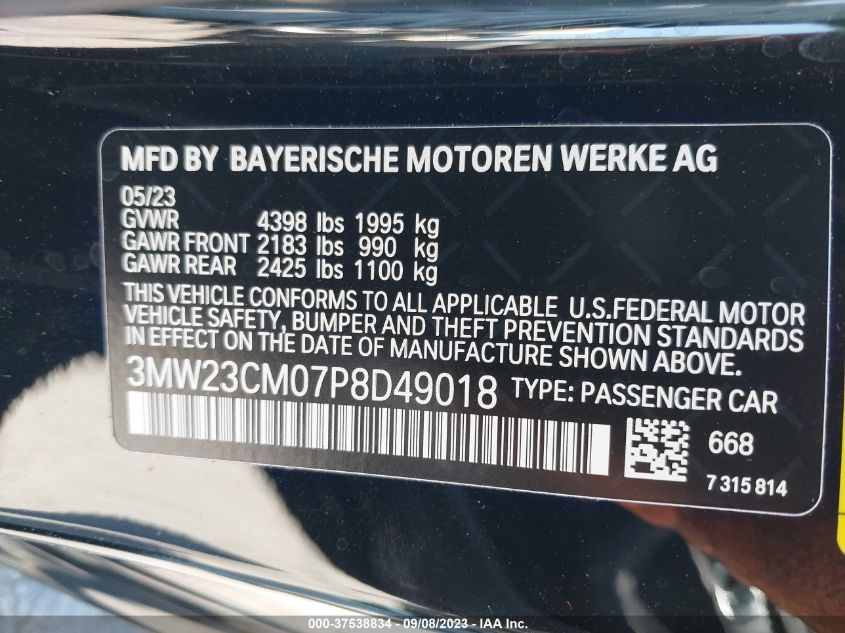 MFD BY BAYERISCHE MOTOREN WERKE AG
05/23
GVWR 4398 lbs 1995 kg
GAWR FRONT 2183 lbs 990 kg
GAWR REAR 2425 lbs 1100 kg
THIS VEHICLE CONFORMS TO ALL APPLICABLE U.S.FEDERAL MOTOR
VEHICLE SAFETY, BUMPER AND THEFT PREVENTION STANDARDS
IN EFFECT ON THE DATE OF MANUFACTURE SHOWN ABOVE.
3MW23CM07P8D49018 TYPE: PASSENGER CAR
668
7 315 814
000-37538834 - 09/08/2023 - Copyright © 2023 IAA, Inc.